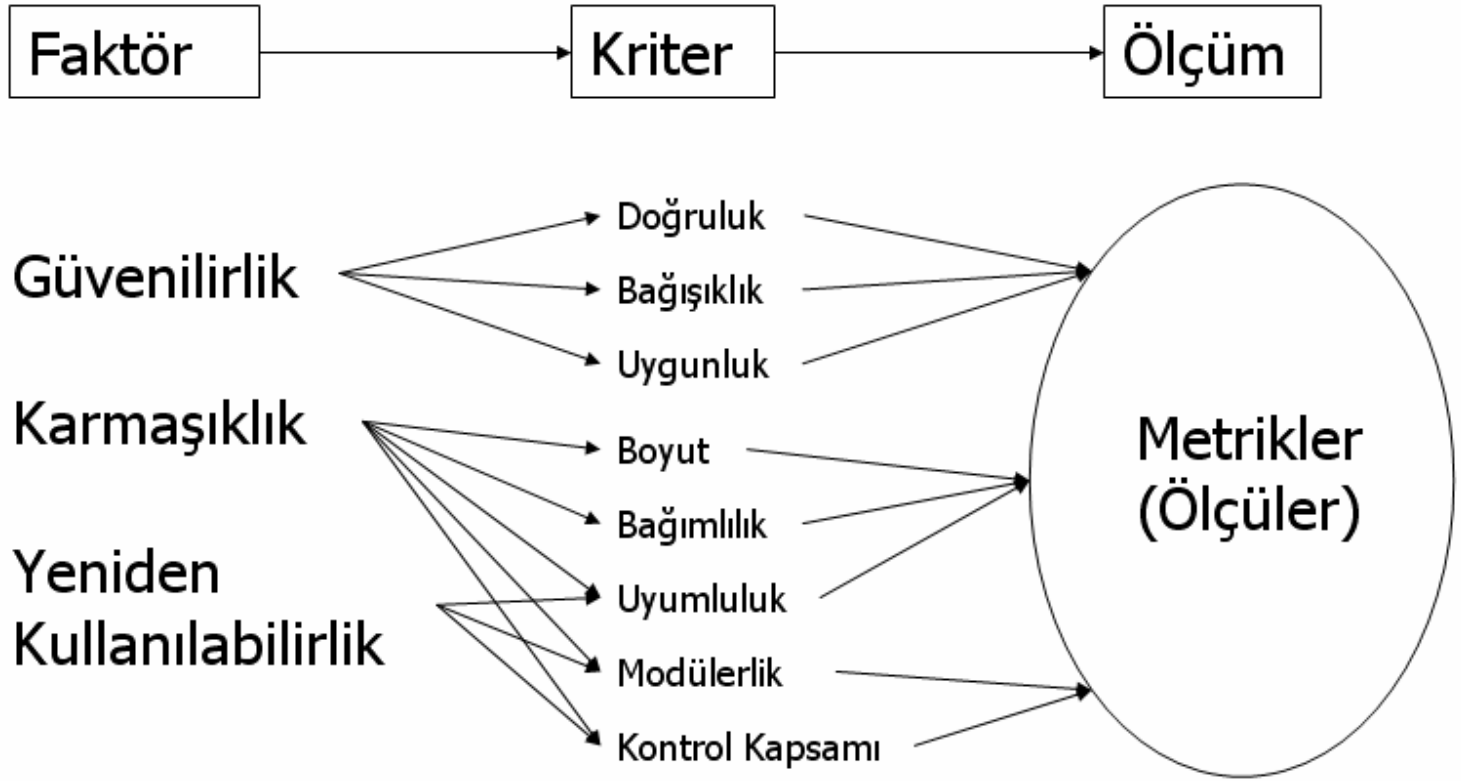 Faktör
Kriter
Ölçüm
Güvenilirlik
Karmaşıklık
Yeniden
Kullanılabilirlik
Doğruluk
Bağışıklık
Uygunluk
Boyut
Bağımlılık
Uyumluluk
Modülerlik
Kontrol Kapsamı
Metrikler
(Ölçüler)